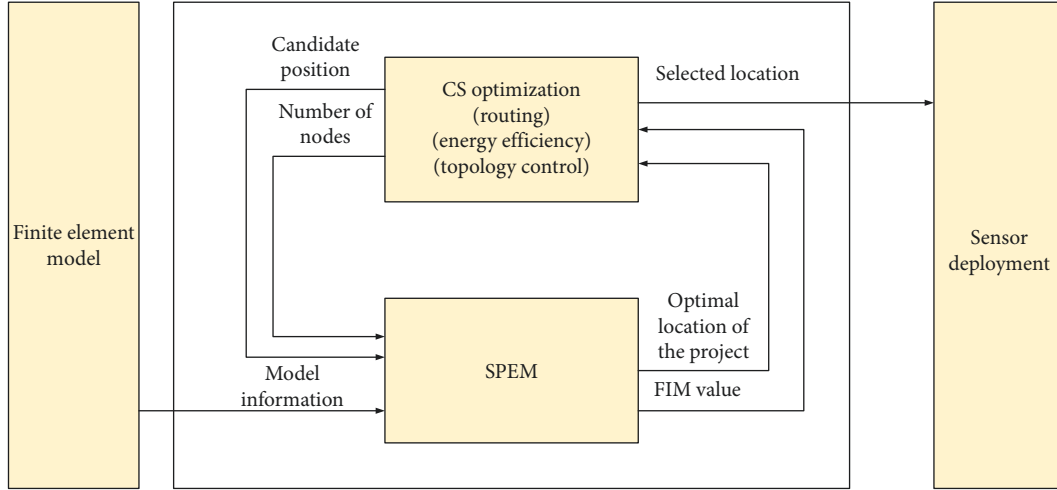 Finite element
model
Candidate
position
Number of
nodes
CS optimization
(routing)
(energy efficiency)
(topology control)
Selected location
Model
information
SPEM
Optimal
location of
the project
FIM value
Sensor
deployment